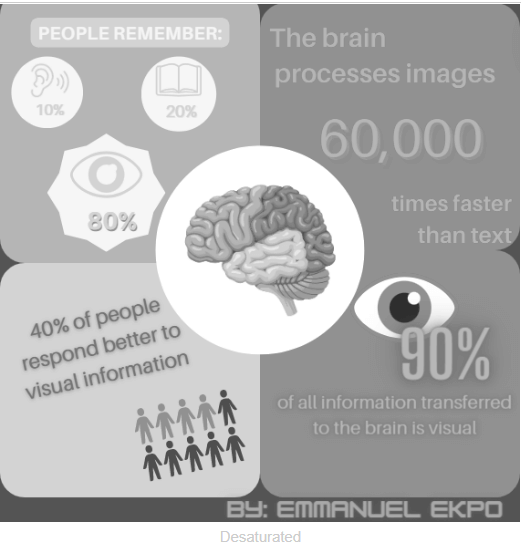 PEOPLE REMEMBER:
10%
20%
80%
The brain
processes images
60,000
times faster
than text
40% of people
respond better to
visual information
90%
of all information transferred
to the brain is visual
BY: EMMANUEL EKPO
Desaturated